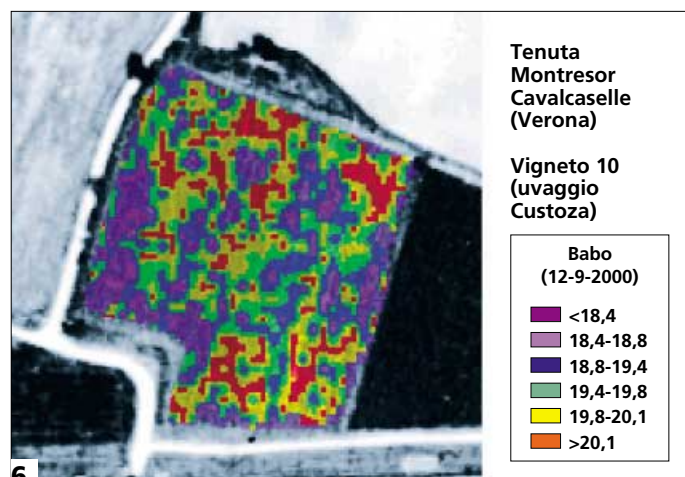 Tenuta
Montresor
Cavalcaselle
(Verona)
Vigneto 10
(uvaggio
Custoza)
Babo
(12-9-2000)
<18,4
18,4-18,8
18,8-19,4
19,4-19,8
19,8-20,1
>20,1
6